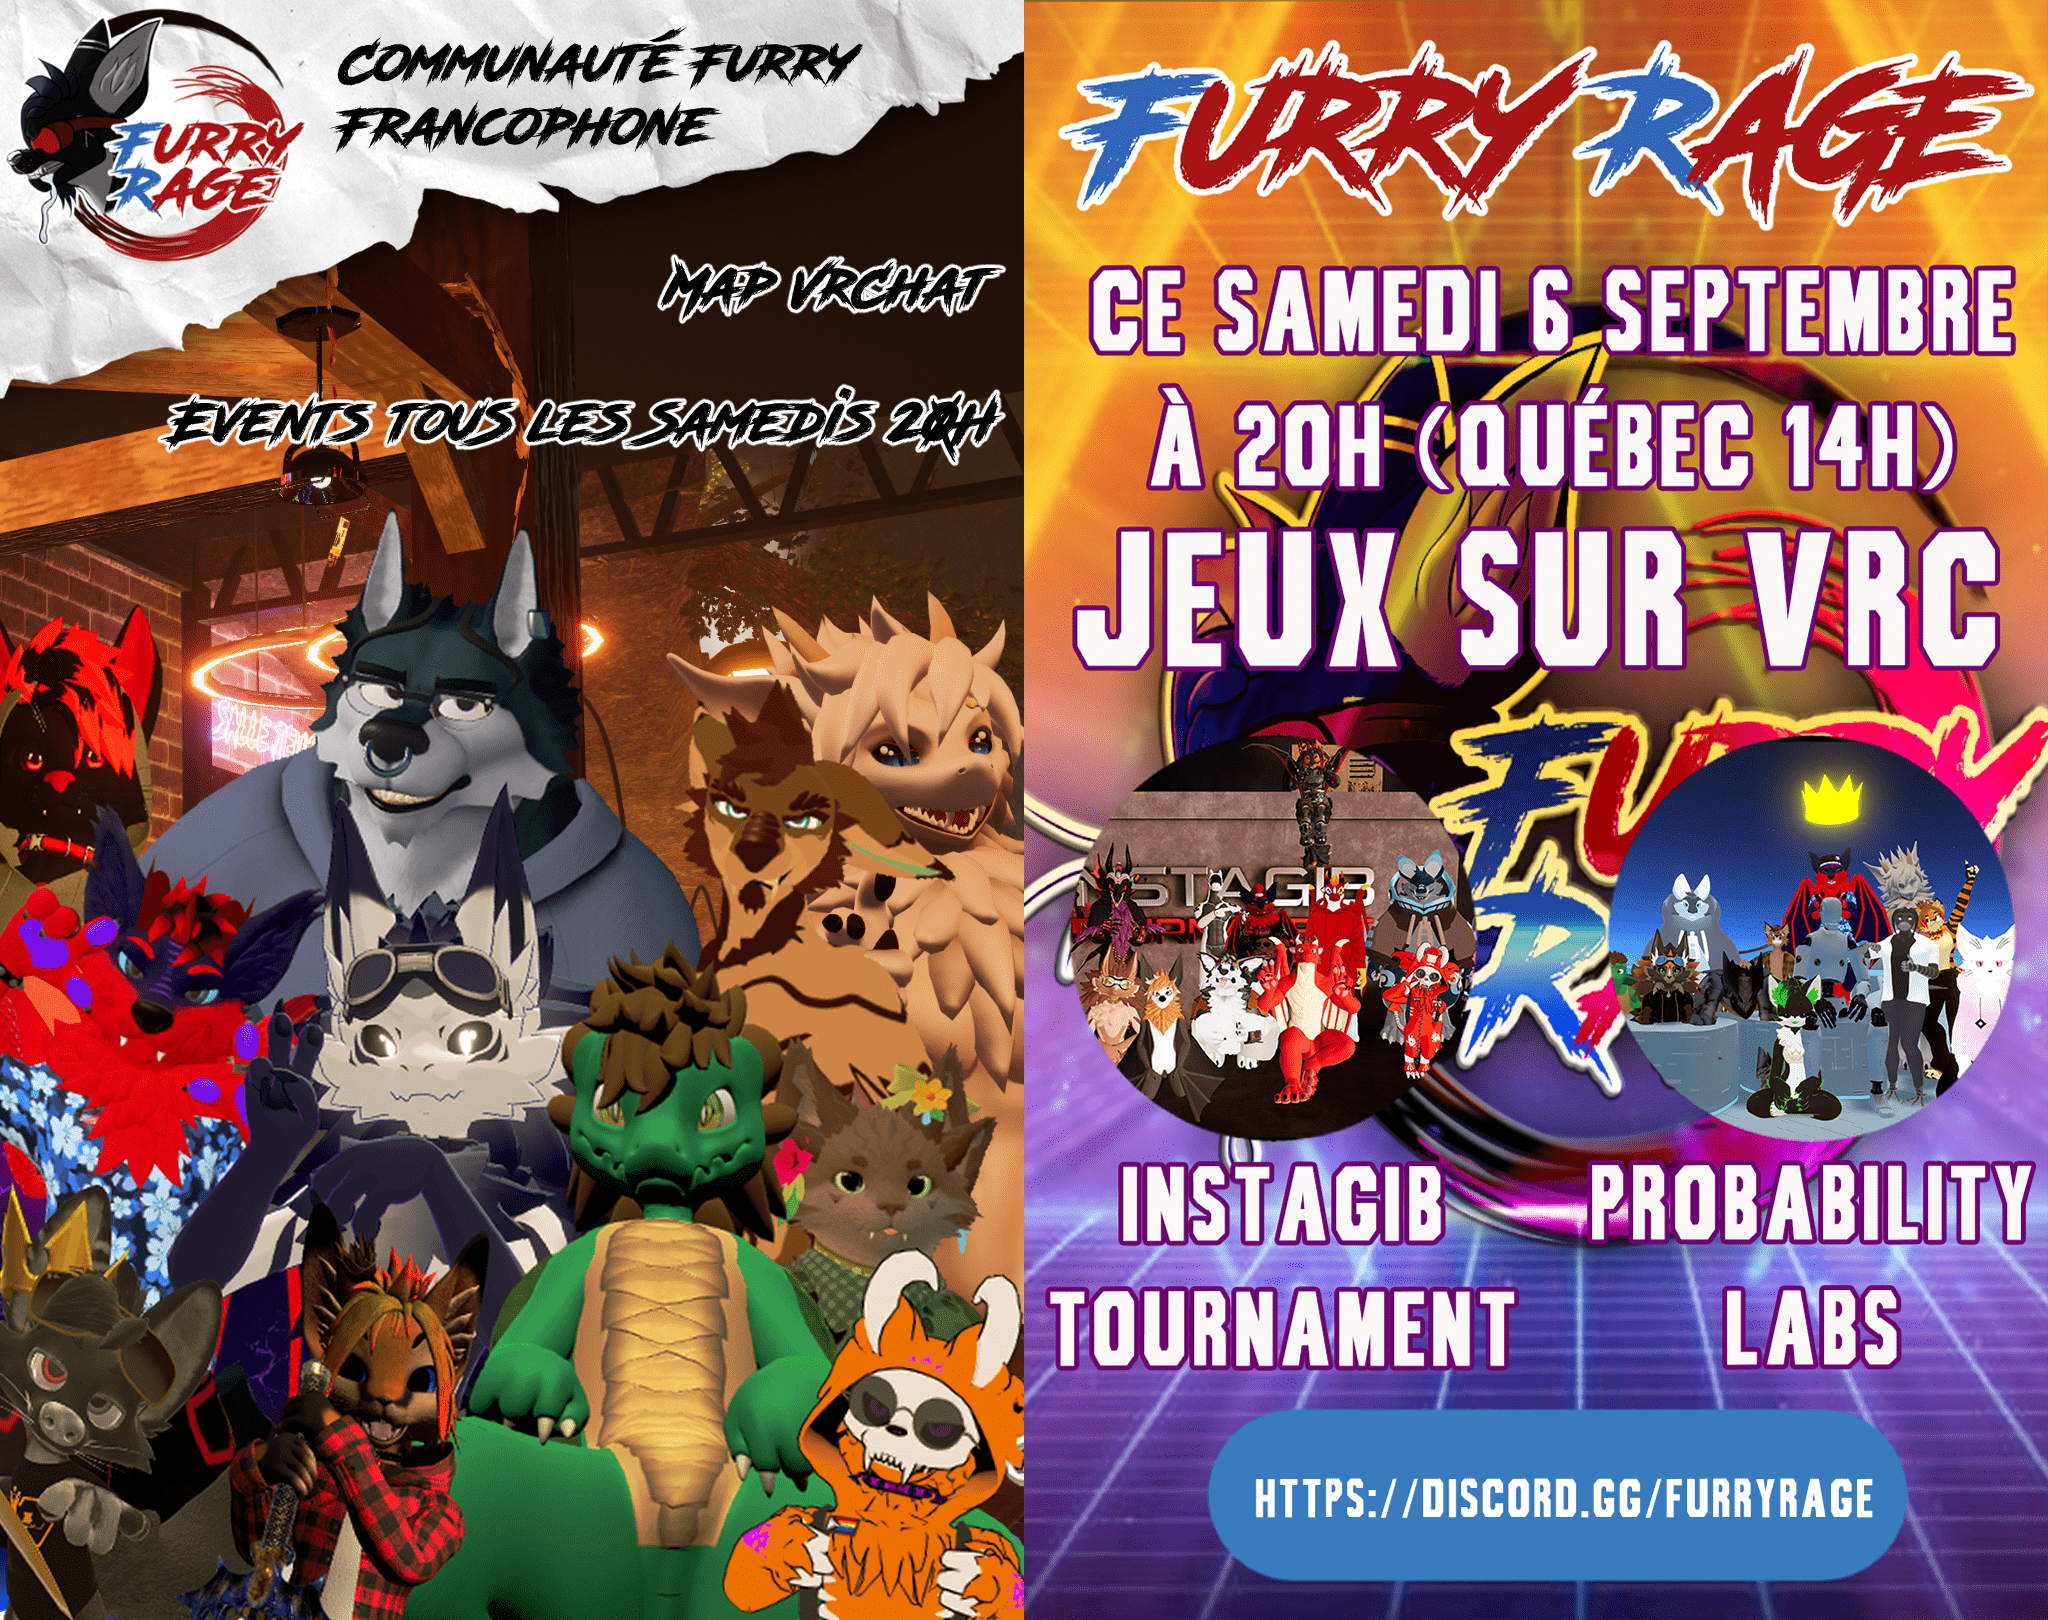 FURRY
RAGE
COMMUNAUTÉ FURRY
FRANCOPHONE
MAP VRCHAT
EVENTS TOUS LES SAMEDIS 20H
FURRY RAGE
CE SAMEDI 6 SEPTEMBRE
À 20H (QUÉBEC 14H)
JEUX SUR VRC
INSTAGIB
TOURNAMENT
PROBABILITY
LABS
HTTPS://DISCORD.GG/FURRYRAGE